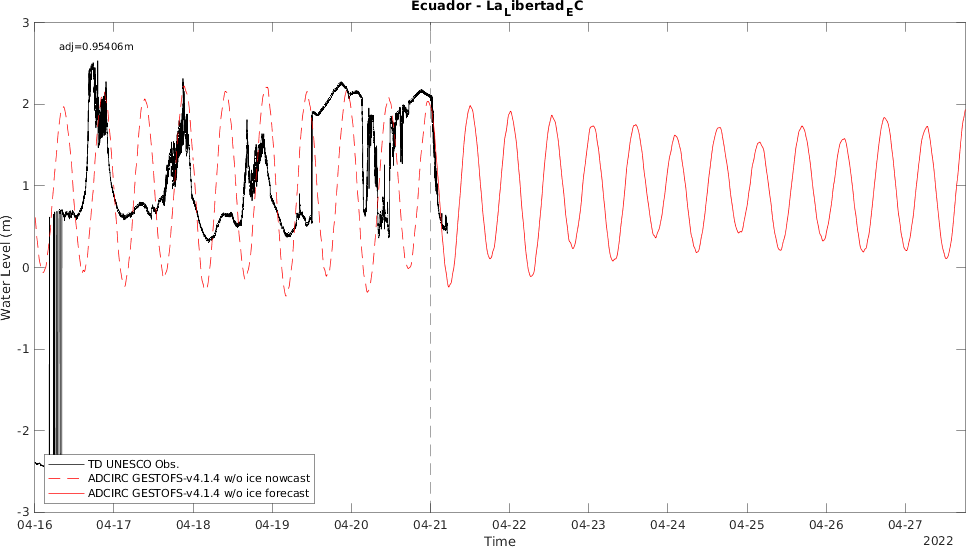 Ecuador - La_Libertad_EC
adj=0.95406m
3
2
1
0
-1
-2
-3
Water Level (m)
TD UNESCO Obs.
ADCIRC GESTOFS-v4.1.4 w/o ice nowcast
ADCIRC GESTOFS-v4.1.4 w/o ice forecast
04-16 04-17 04-18 04-19 04-20 04-21 04-22 04-23 04-24 04-25 04-26 04-27
Time
2022